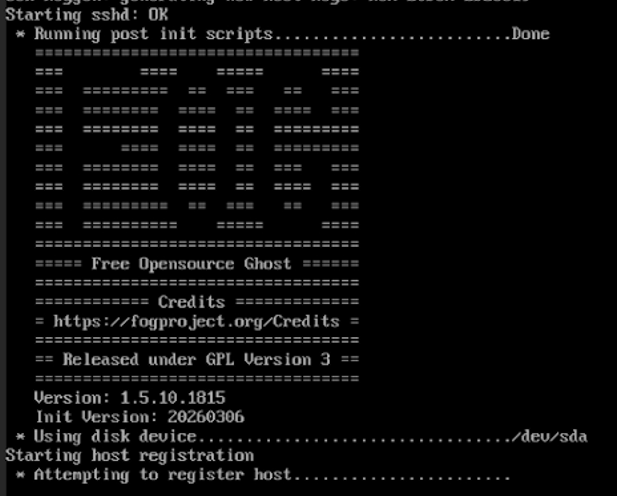 Starting sshd: OK
* Running post init scripts.........................Done
===================================
===        ====    =====      ====
===  =========  ==  ===   ==   ===
===  ========  ====  ==  ====  ===
===  ========  ====  ==  =========
===      ====  ====  ==  =========
===  ========  ====  ==  ===   ===
===  ========  ====  ==  ====  ===
===  =========  ==  ===   ==   ===
===  ==========    =====      ====
===================================
===== Free Opensource Ghost ======
===================================
============ Credits =============
= https://fogproject.org/Credits =
===================================
== Released under GPL Version 3 ==
===================================
Version: 1.5.10.1815
Init Version: 20260306
* Using disk device.................................../dev/sda
Starting host registration
* Attempting to register host.......................